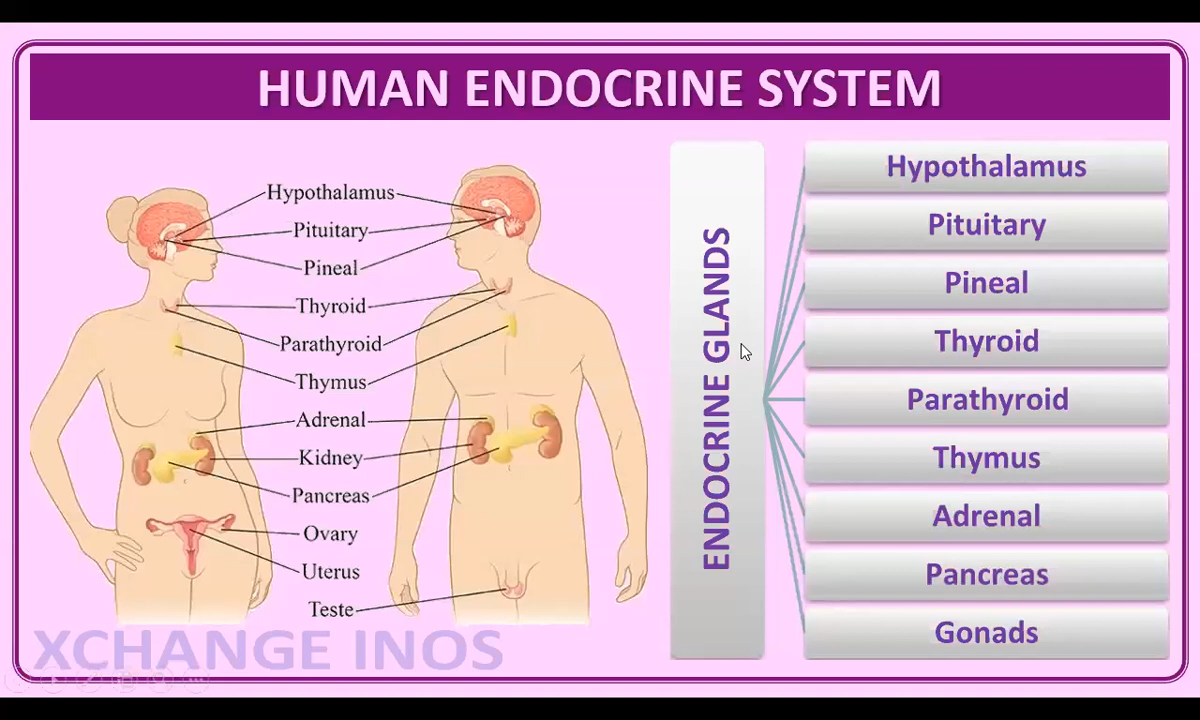 HUMAN ENDOCRINE SYSTEM
Hypothalamus
Pituitary
Pineal
Thyroid
Parathyroid
Thymus
Adrenal
Kidney
Pancreas
Ovary
Uterus
Teste
ENDOCRINE GLANDS
Hypothalamus
Pituitary
Pineal
Thyroid
Parathyroid
Thymus
Adrenal
Pancreas
Gonads
XCHANGE INOS